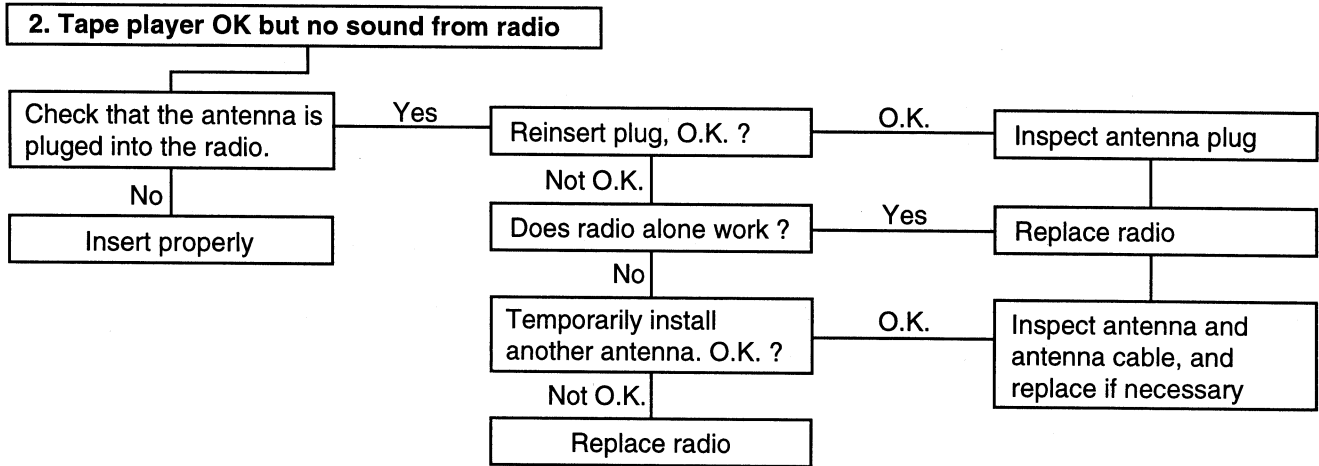 2. Tape player OK but no sound from radio
Check that the antenna is
pluged into the radio.
Yes
Reinsert plug, O.K. ?
O.K.
Inspect antenna plug
No
Not O.K.
Insert properly
Does radio alone work ?
Yes
Replace radio
No
Temporarily install
another antenna. O.K. ?
O.K.
Inspect antenna and
antenna cable, and
replace if necessary
Not O.K.
Replace radio